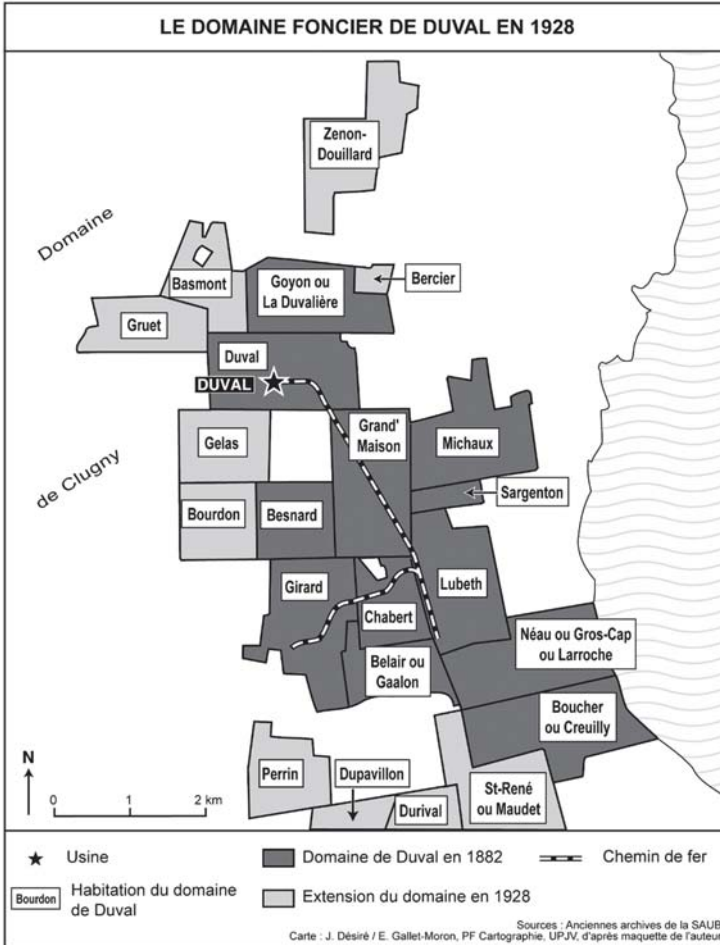 LE DOMAINE FONCIER DE DUVAL EN 1928
Zenon-
Douillard
Domaine
Basmont
Goyon ou
La Duvalière
Bercier
Gruet
Duval
DUVAL
Grand'
Maison
Gelas
Michaux
de Clugny
Sargenton
Bourdon
Besnard
Girard
Lubeth
Chabert
Néau ou Gros-Cap
ou Larroche
Belair ou
Gaalon
Boucher
ou Creuilly
N
Perrin
Dupavillon
St-René
ou Maudet
Durival
0 1 2 km
Usine
Domaine de Duval en 1882
Chemin de fer
Bourdon
Habitation du domaine
de Duval
Extension du domaine en 1928
Sources : Anciennes archives de la SAUB
Carte : J. Désiré / E. Gallet-Moron, PF Cartographie, UPJV, d'après maquette de l'auteur